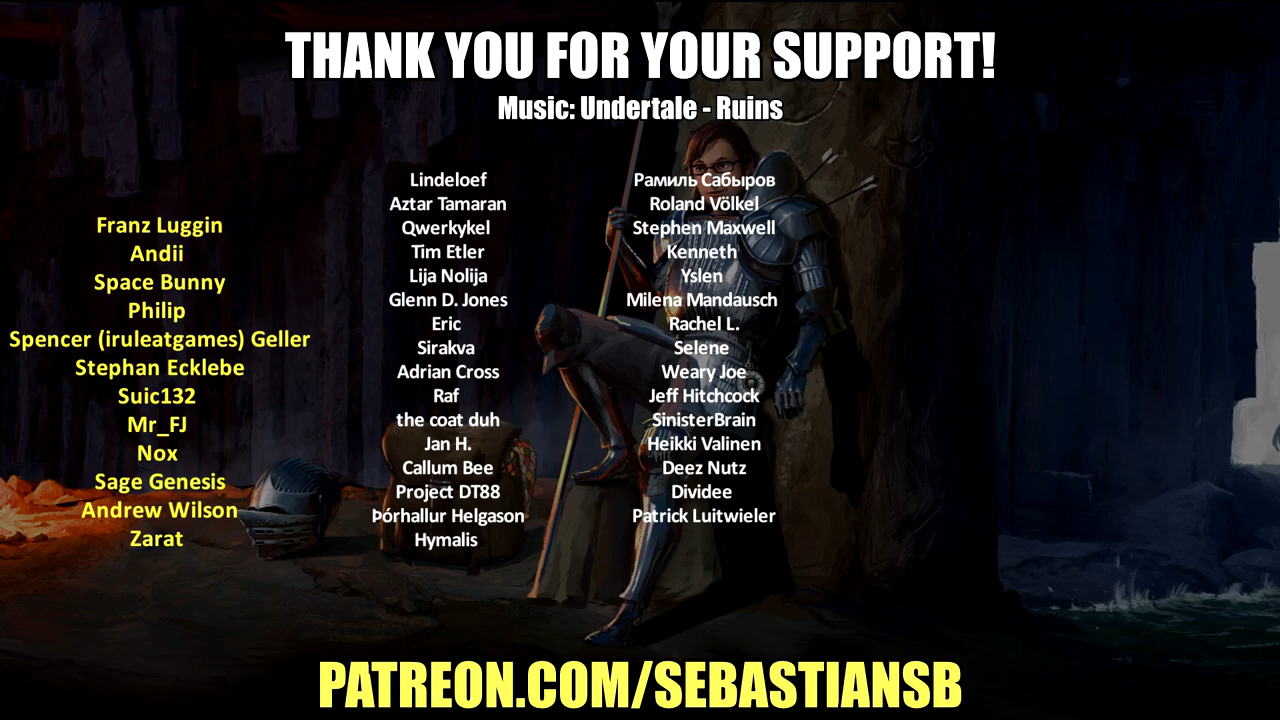 THANK YOU FOR YOUR SUPPORT!
Music: Undertale - Ruins
Franz Luggin
Andii
Space Bunny
Philip
Spencer (iruleatgames) Geller
Stephan Ecklebe
Suic132
Mr_FJ
Nox
Sage Genesis
Andrew Wilson
Zarat
Lindeloef
Aztar Tamaran
Qwerkykel
Tim Etler
Lija Nolija
Glenn D. Jones
Eric
Sirakva
Adrian Cross
Raf
the coat duh
Jan H.
Callum Bee
Project DT88
Þórhallur Helgason
Hymalis
Рамиль Сабыров
Roland Völkel
Stephen Maxwell
Kenneth
Yslen
Milena Mandausch
Rachel L.
Selene
Weary Joe
Jeff Hitchcock
SinisterBrain
Heikki Valinen
Deez Nutz
Dividee
Patrick Luitwieler
PATREON.COM/SEBASTIANSB